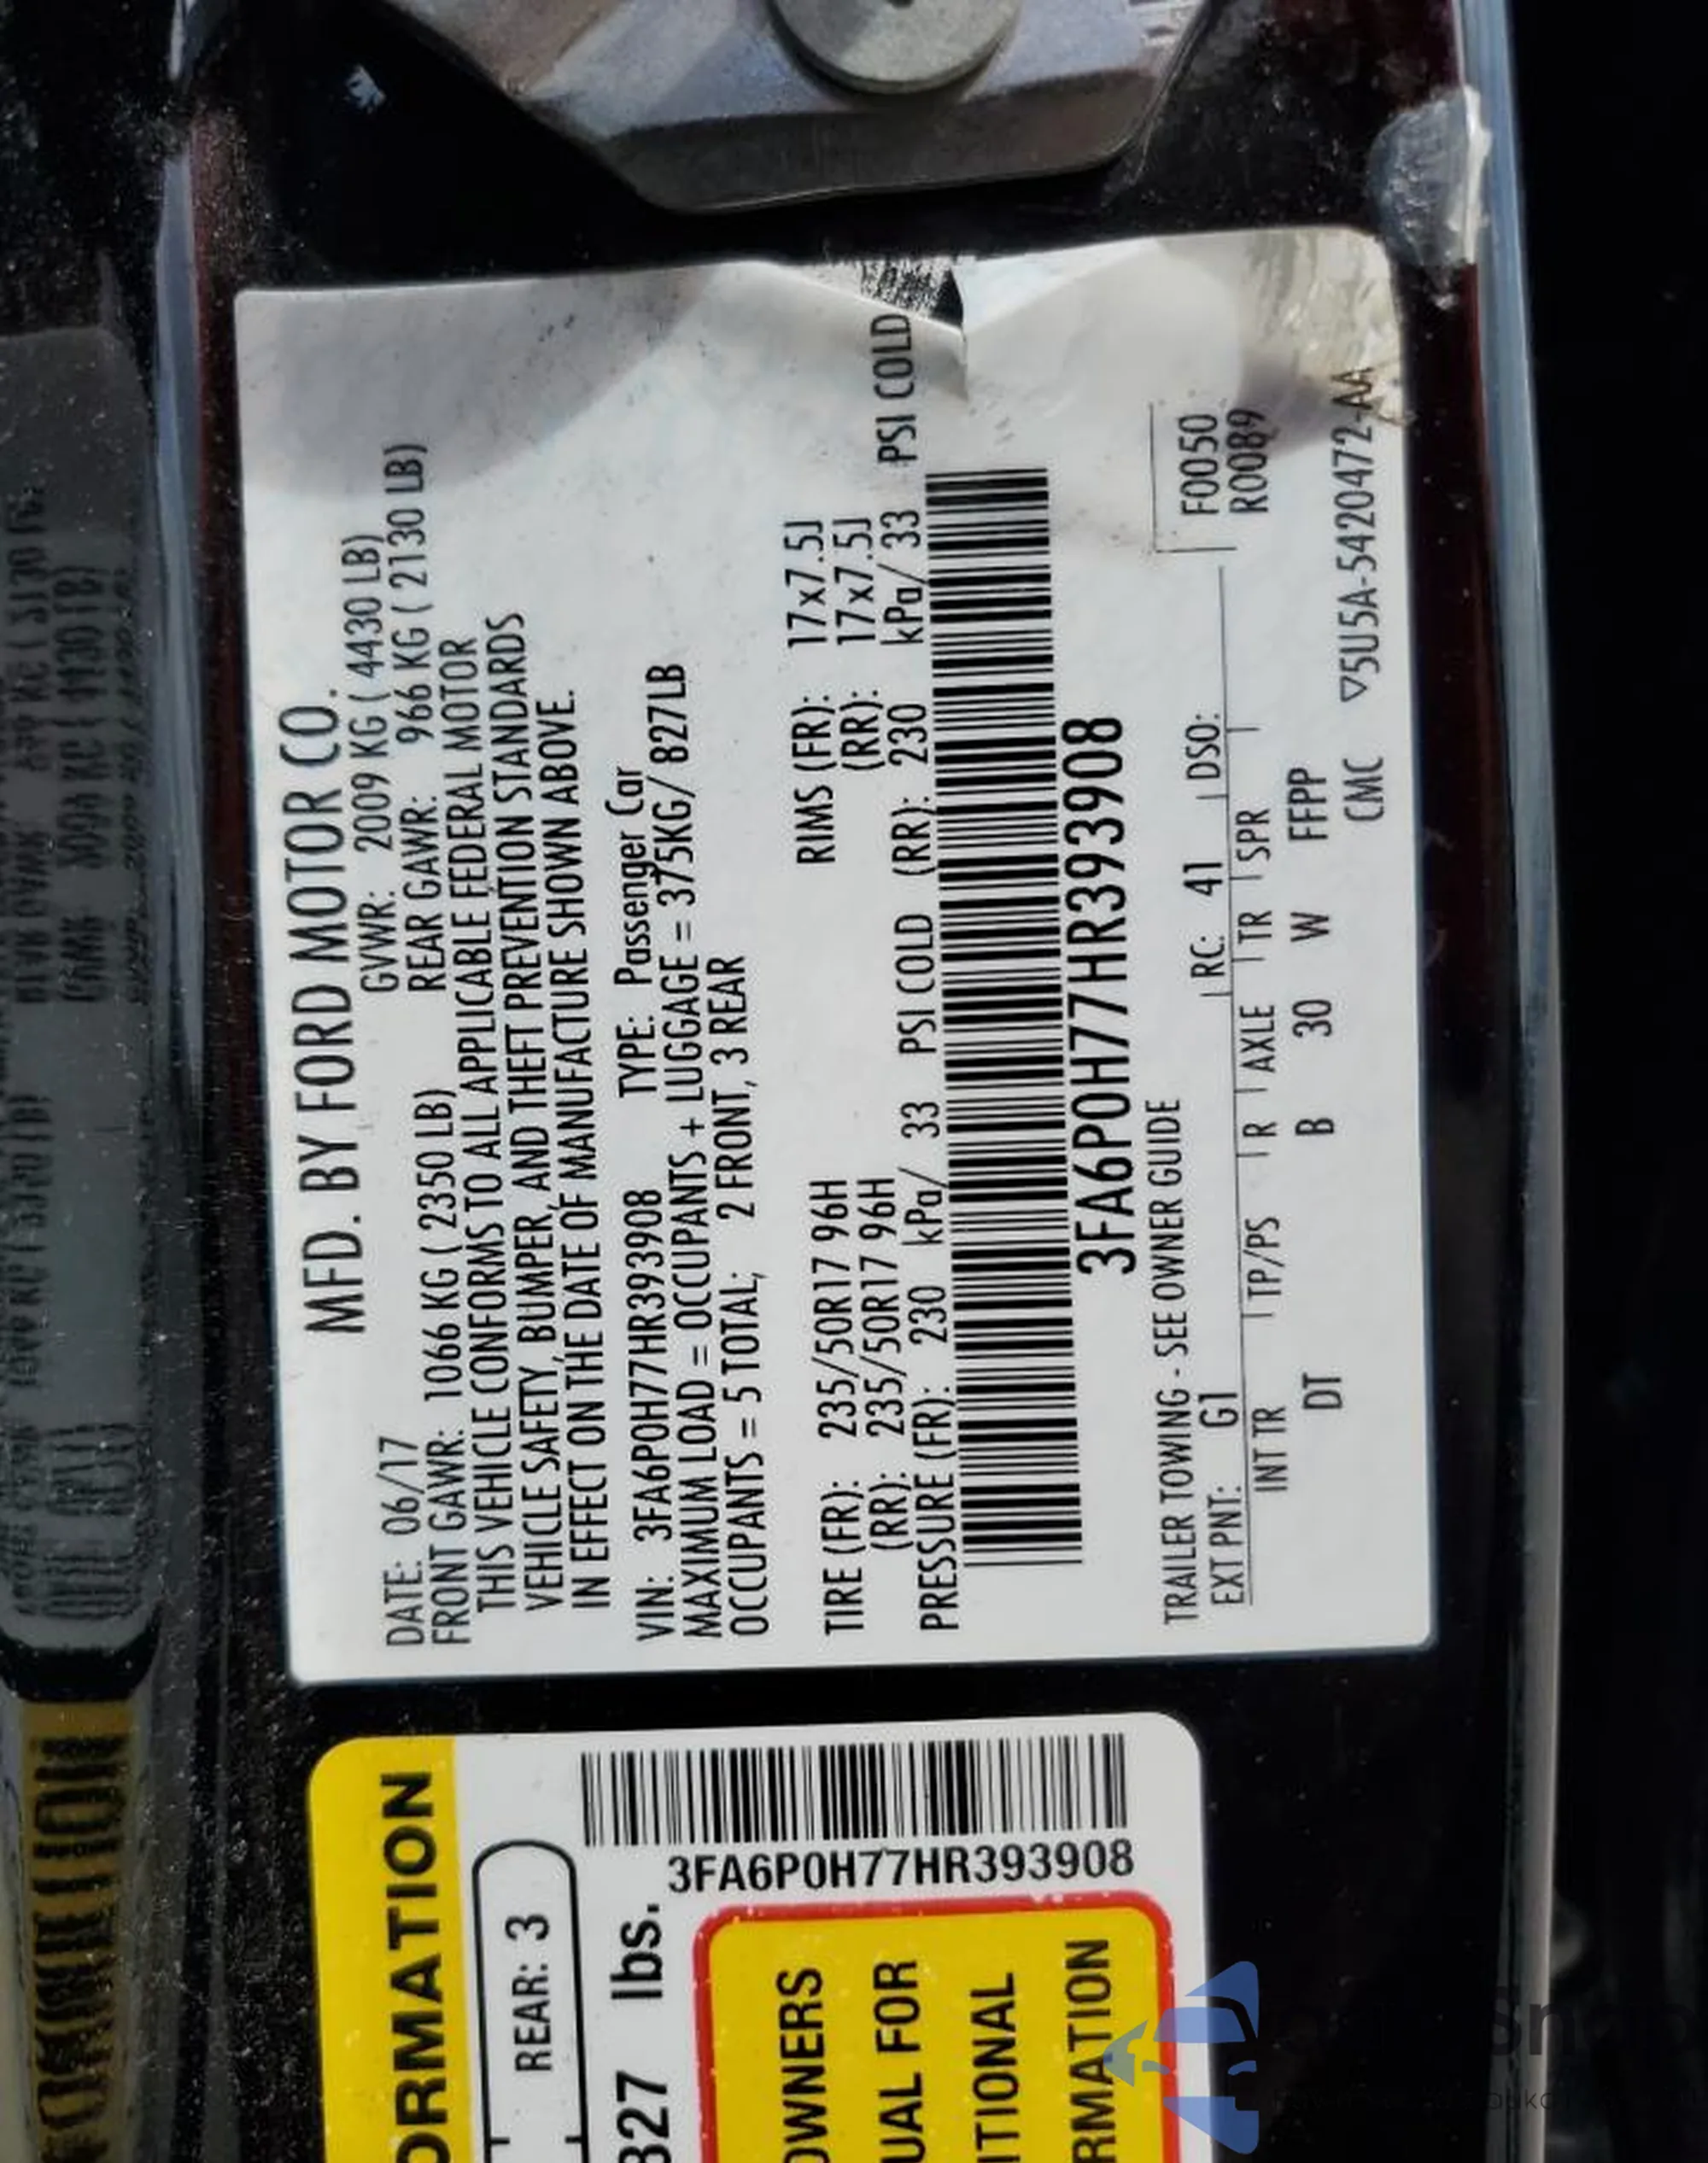 MFD. BY FORD MOTOR CO.
DATE: 06/17 GVWR: 2009 KG ( 4430 LB)
FRONT GAWR: 1066 KG ( 2350 LB) REAR GAWR: 966 KG ( 2130 LB)
THIS VEHICLE CONFORMS TO ALL APPLICABLE FEDERAL MOTOR
VEHICLE SAFETY, BUMPER, AND THEFT PREVENTION STANDARDS
IN EFFECT ON THE DATE OF MANUFACTURE SHOWN ABOVE.
VIN: 3FA6P0H77HR393908 TYPE: Passenger Car
MAXIMUM LOAD = OCCUPANTS + LUGGAGE = 375KG/ 827LB
OCCUPANTS = 5 TOTAL; 2 FRONT, 3 REAR
TIRE (FR): 235/50R17 96H RIMS (FR): 17x7.5J
(RR): 235/50R17 96H (RR): 17x7.5J
PRESSURE (FR): 230 kPa/ 33 PSI COLD (RR): 230 kPa/ 33 PSI COLD
3FA6P0H77HR393908
TRAILER TOWING - SEE OWNER GUIDE
EXT PNT: G1 RC: 41 DSO: F0050
INT TR TP/PS R AXLE TR SPR R0089
DT B 30 W FFPP
CMC ▽5U5A-5420472-AA
ORMATION
REAR: 3
827 lbs.
3FA6P0H77HR393908
OWNERS
UAL FOR
ITIONAL
RMATION